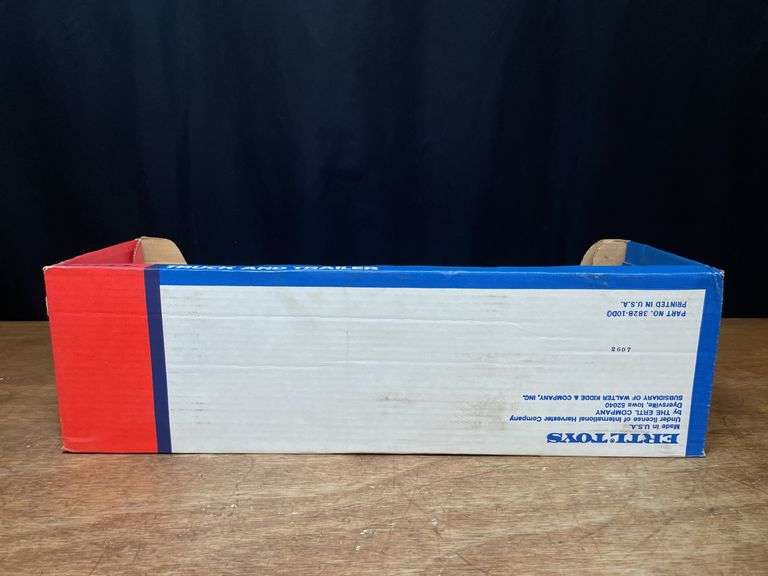 TRUCK AND TRAILER
ERTL TOYS
Made in U.S.A.
Under license of International Harvester Company
by THE ERTL COMPANY
Dyersville, Iowa 52040
SUBSIDIARY OF WALTER KIDDE & COMPANY, INC.
PART NO. 3828-10DO
PRINTED IN U.S.A.